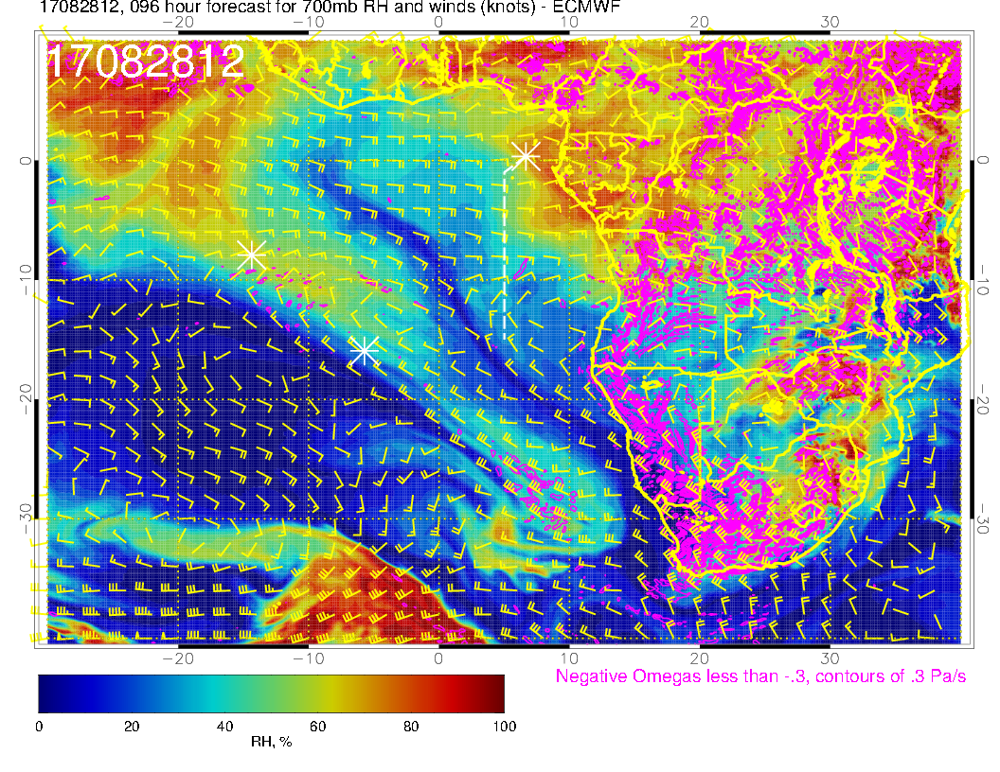 17082812, 096 hour forecast for 700mb RH and winds (knots) - ECMWF
−20 −10 0 10 20 30
17082812
0 0
−10 −10
−20 −20
−30 −30
−20 −10 0 10 20 30
Negative Omegas less than -.3, contours of .3 Pa/s
0 20 40 60 80 100
RH, %